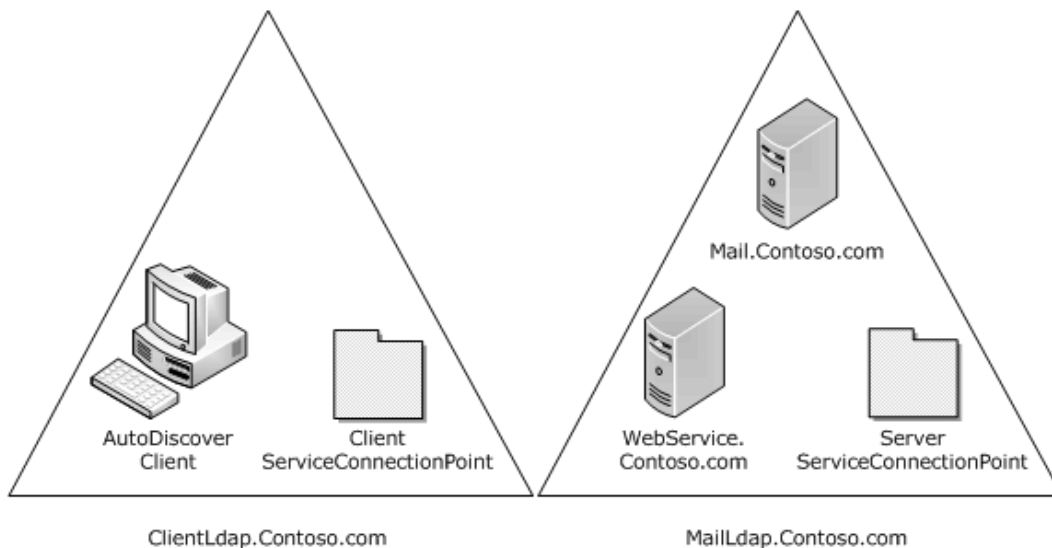 Mail.Contoso.com
AutoDiscover
Client
Client
ServiceConnectionPoint
WebService.
Contoso.com
Server
ServiceConnectionPoint
ClientLdap.Contoso.com
MailLdap.Contoso.com